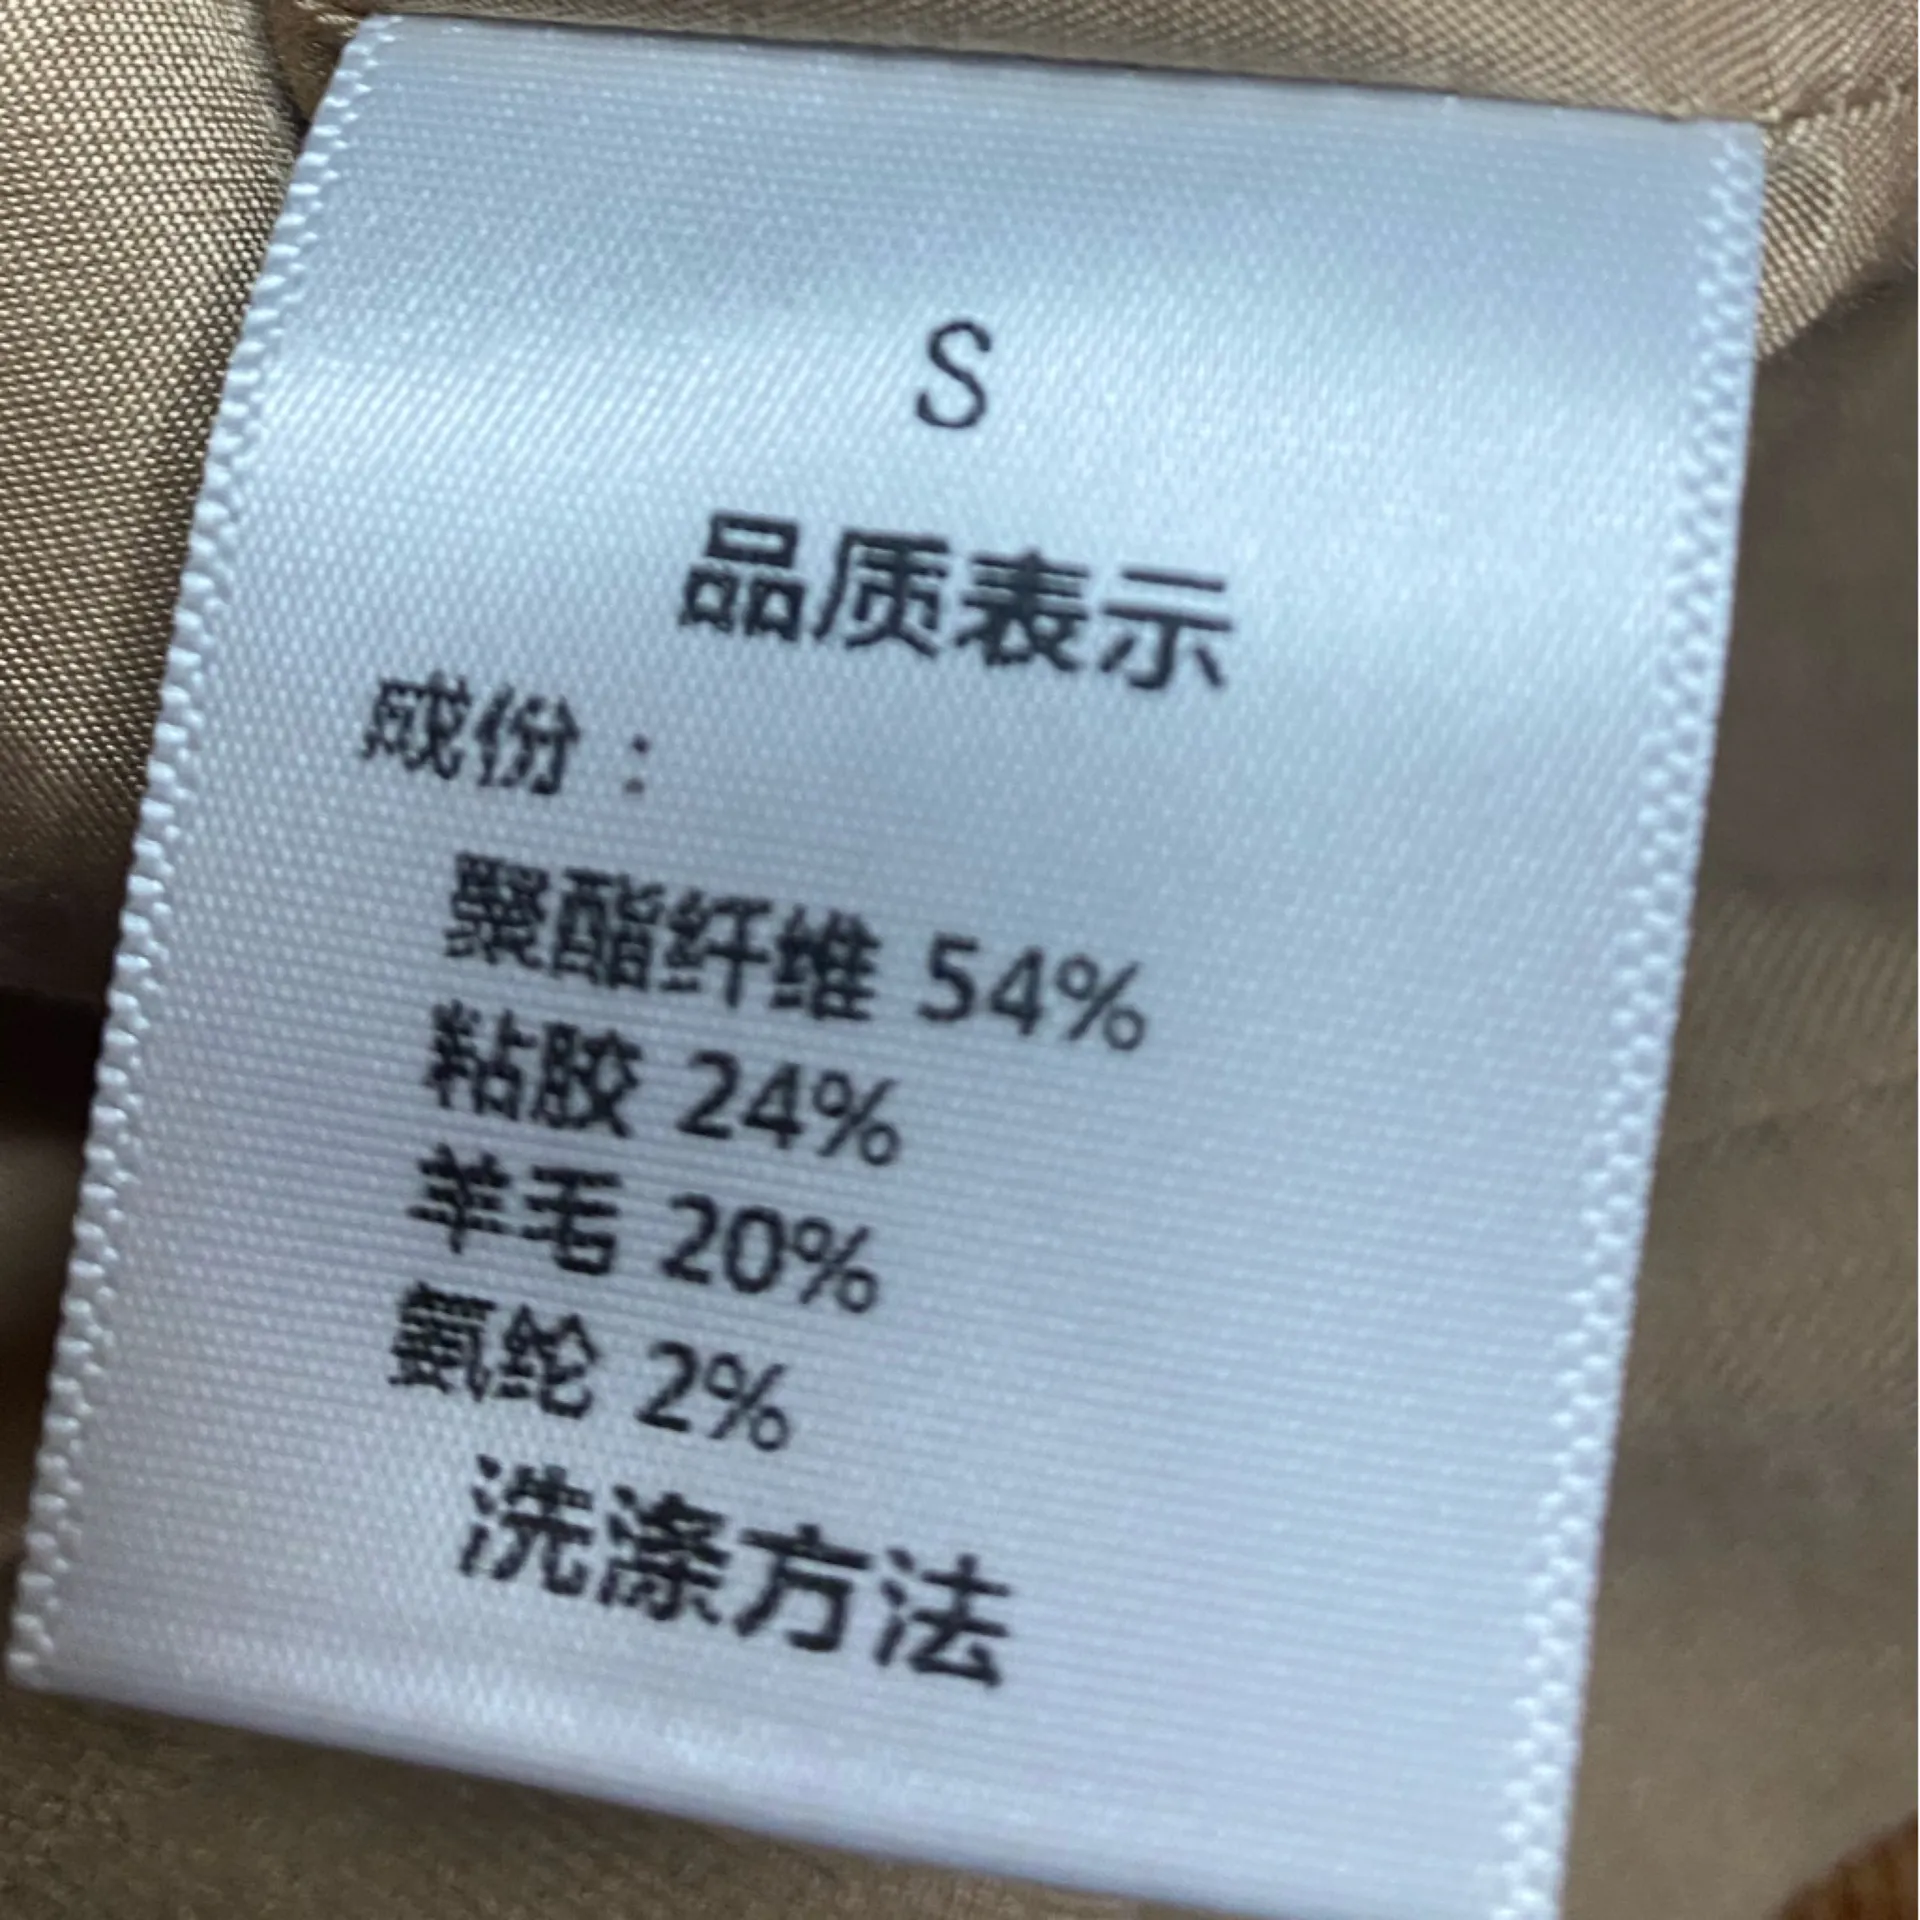 S
品质表示
成份：
聚酯纤维 54%
粘胶 24%
羊毛 20%
氨纶 2%
洗涤方法